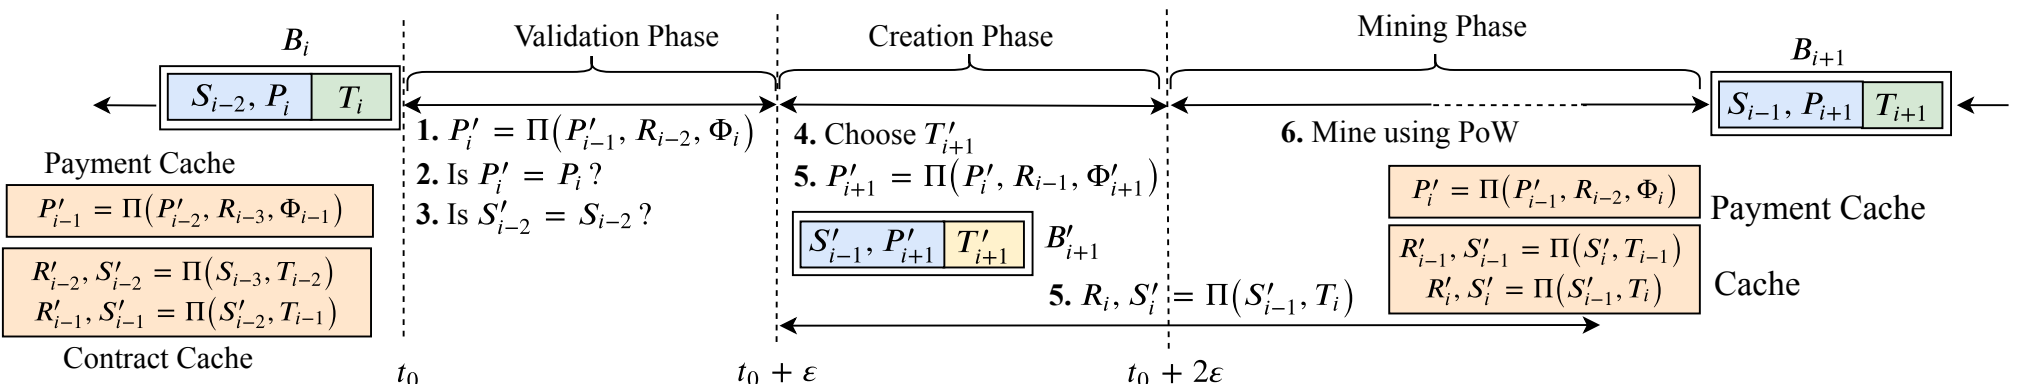 B_i
S_{i−2}, P_i T_i
Payment Cache
P′_{i−1} = Π(P′_{i−2}, R_{i−3}, Φ_{i−1})
R′_{i−2}, S′_{i−2} = Π(S_{i−3}, T_{i−2})
R′_{i−1}, S′_{i−1} = Π(S′_{i−2}, T_{i−1})
Contract Cache
Validation Phase
1. P′_i = Π(P′_{i−1}, R_{i−2}, Φ_i)
2. Is P′_i = P_i ?
3. Is S′_{i−2} = S_{i−2} ?
Creation Phase
4. Choose T′_{i+1}
5. P′_{i+1} = Π(P′_i, R_{i−1}, Φ′_{i+1})
S′_{i−1}, P′_{i+1} T′_{i+1}
B′_{i+1}
5. R_i, S′_i = Π(S′_{i−1}, T_i)
Mining Phase
6. Mine using PoW
B_{i+1}
S_{i−1}, P_{i+1} T_{i+1}
P′_i = Π(P′_{i−1}, R_{i−2}, Φ_i)
Payment Cache
R′_{i−1}, S′_{i−1} = Π(S′_i, T_{i−1})
R′_i, S′_i = Π(S′_{i−1}, T_i)
Cache
t_0
t_0 + ε
t_0 + 2ε